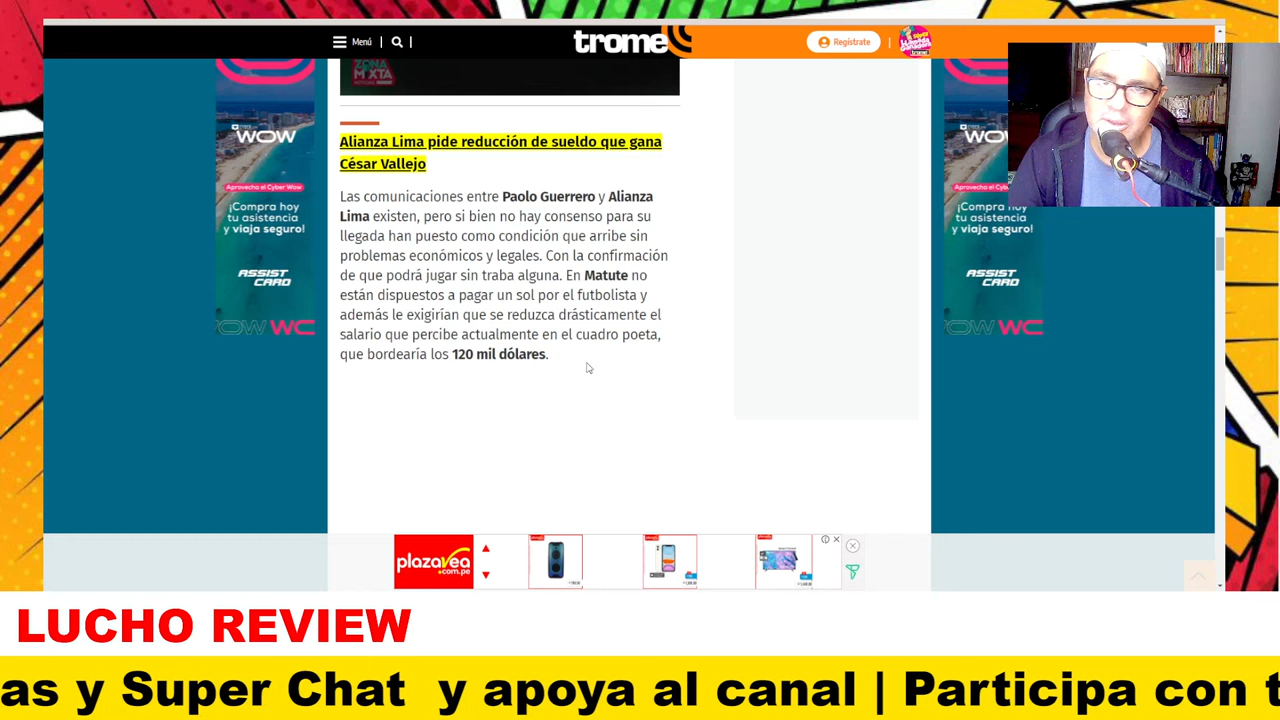 Menú
trome
Regístrate
ZONA
MIXTA
Alianza Lima pide reducción de sueldo que gana
César Vallejo
Las comunicaciones entre Paolo Guerrero y Alianza
Lima existen, pero si bien no hay consenso para su
llegada han puesto como condición que arribe sin
problemas económicos y legales. Con la confirmación
de que podrá jugar sin traba alguna. En Matute no
están dispuestos a pagar un sol por el futbolista y
además le exigirían que se reduzca drásticamente el
salario que percibe actualmente en el cuadro poeta,
que bordearía los 120 mil dólares.
WOW
Aprovecha el Cyber Wow
¡Compra hoy
tu asistencia
y viaja seguro!
ASSIST
CARD
WOW WC
WOW
Aprovecha el Cyber Wow
¡Compra hoy
tu asistencia
y viaja seguro!
ASSIST
CARD
WOW WC
plazavea
.com.pe
LUCHO REVIEW
as y Super Chat y apoya al canal | Participa con t